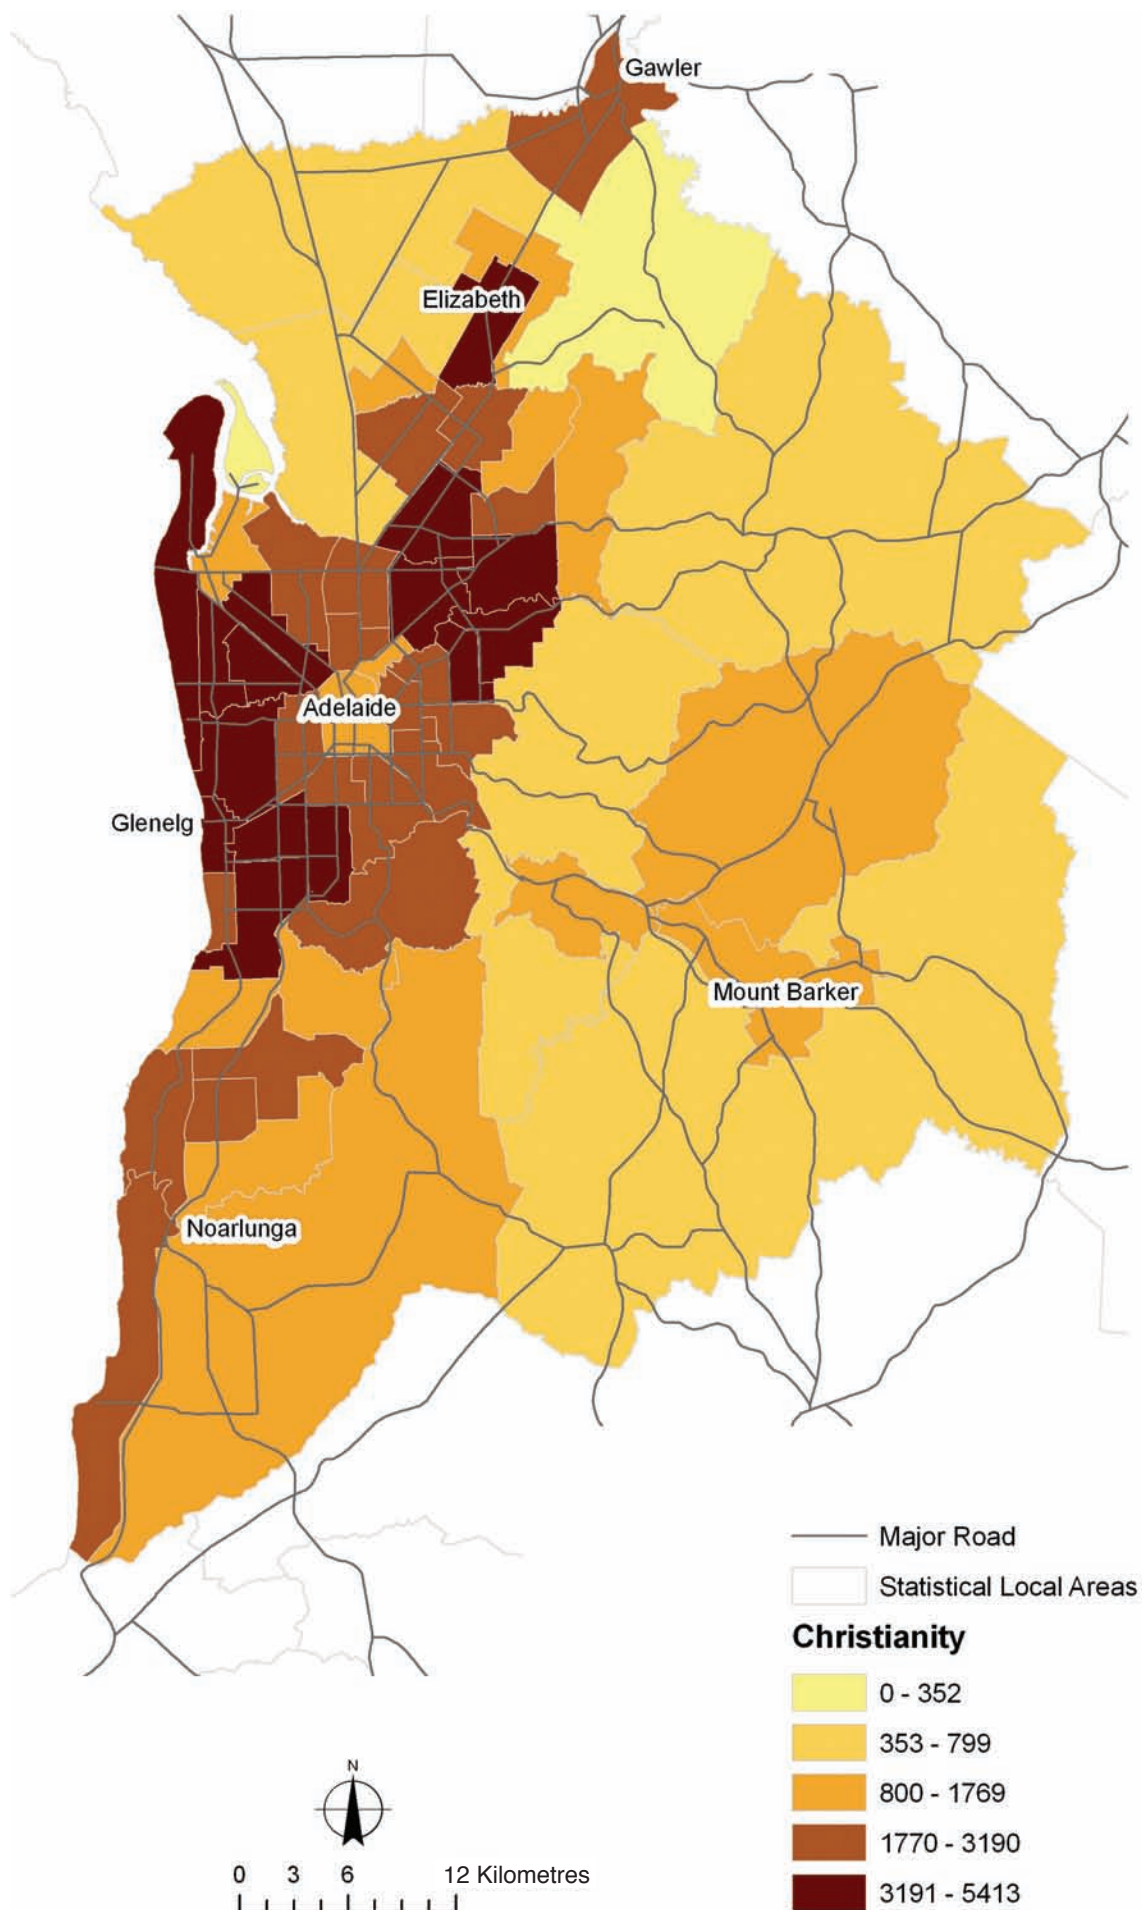 Gawler
Elizabeth
Adelaide
Glenelg
Mount Barker
Noarlunga
Major Road
Statistical Local Areas
Christianity
0 - 352
353 - 799
800 - 1769
1770 - 3190
3191 - 5413
N
0 3 6 12 Kilometres